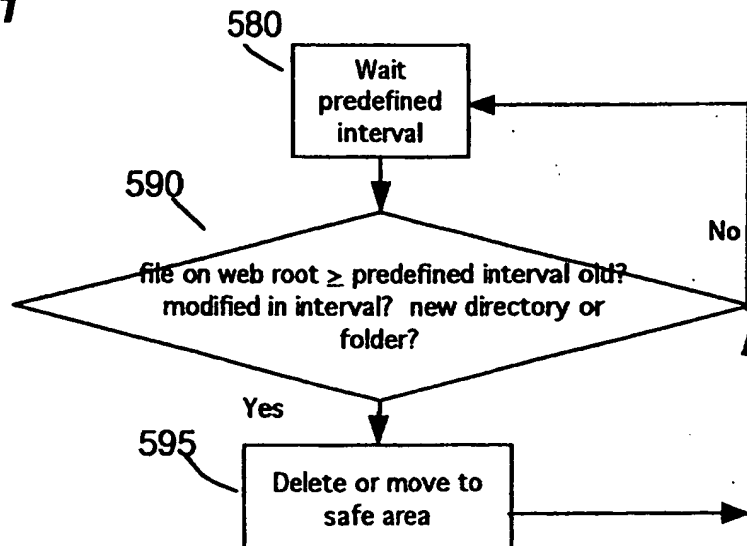 580
Wait
predefined
interval
590
No
file on web root ≥ predefined interval old?
modified in interval? new directory or
folder?
Yes
595
Delete or move to
safe area